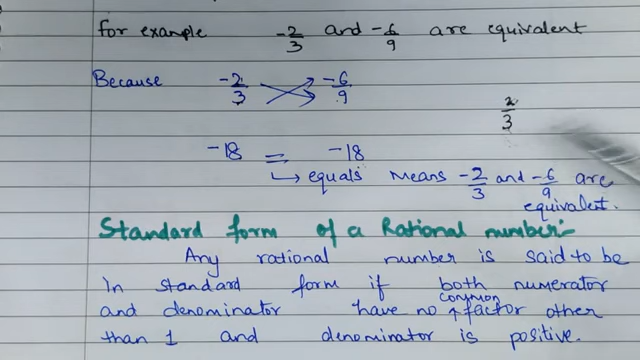 for example -2/3 and -6/9 are equivalent
Because -2/3 -6/9
2/3
-18 = -18
↳ equals Means -2/3 and -6/9 are
equivalent.
Standard form of a Rational number:-
Any rational number is said to be
in standard form if both numerator
and denominator have no common factor other
than 1 and denominator is positive.